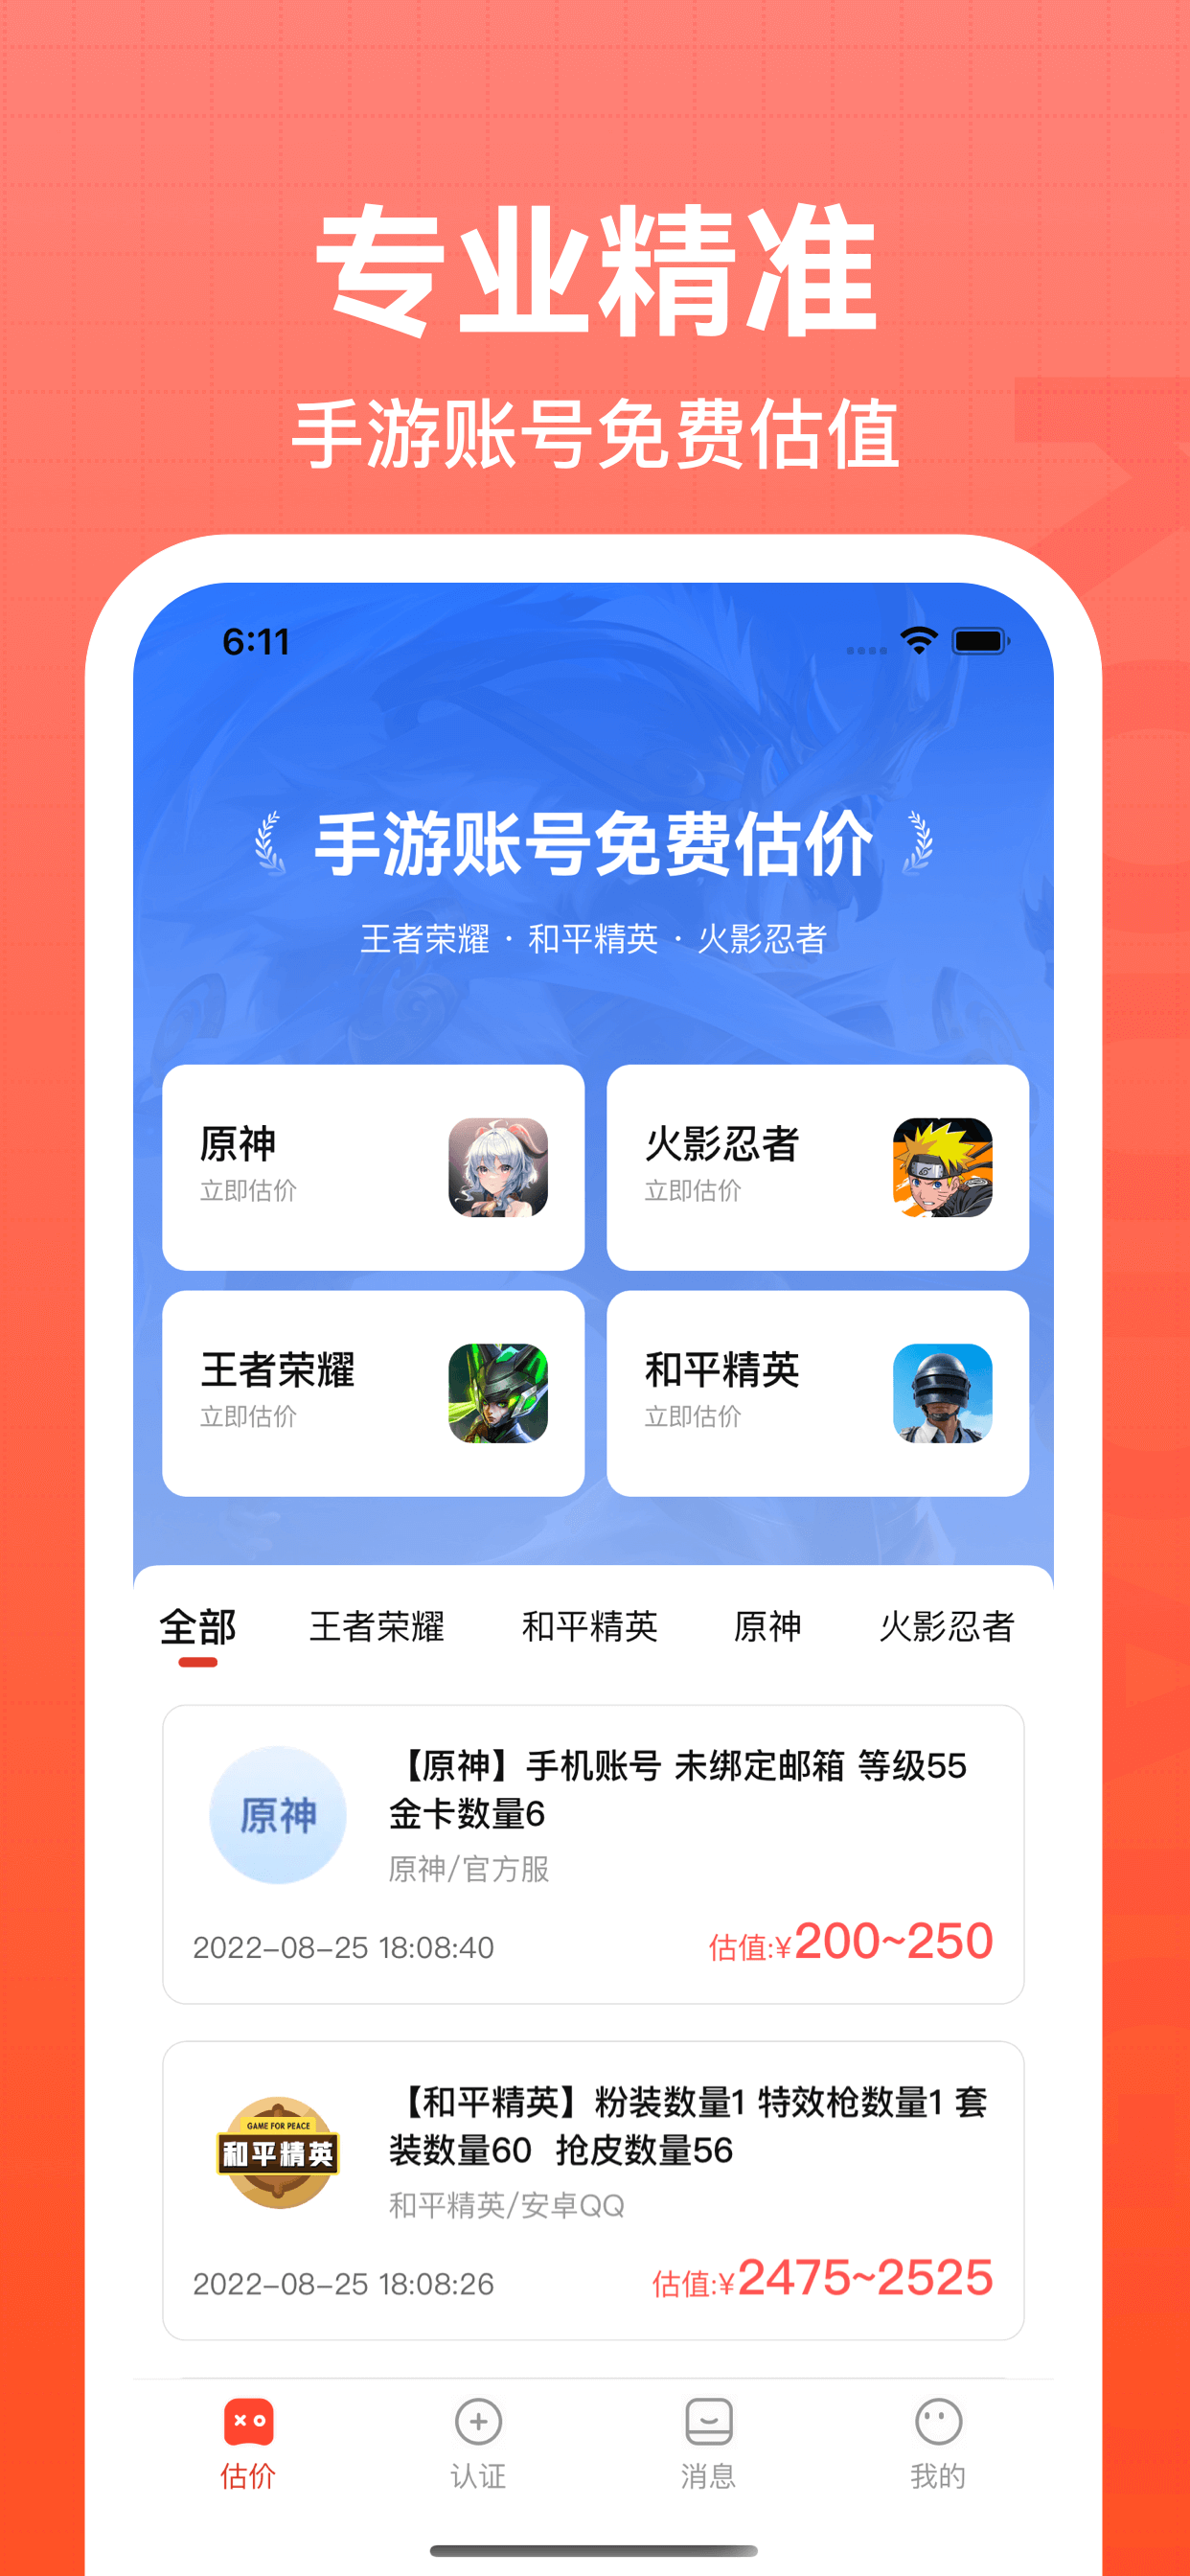 专业精准
手游账号免费估值
6:11
手游账号免费估价
王者荣耀 · 和平精英 · 火影忍者
原神
立即估价
火影忍者
立即估价
王者荣耀
立即估价
和平精英
立即估价
全部 王者荣耀 和平精英 原神 火影忍者
原神
【原神】手机账号 未绑定邮箱 等级55
金卡数量6
原神/官方服
2022-08-25 18:08:40
估值:¥200~250
GAME FOR PEACE
和平精英
【和平精英】粉装数量1 特效枪数量1 套
装数量60 抢皮数量56
和平精英/安卓QQ
2022-08-25 18:08:26
估值:¥2475~2525
估价 认证 消息 我的